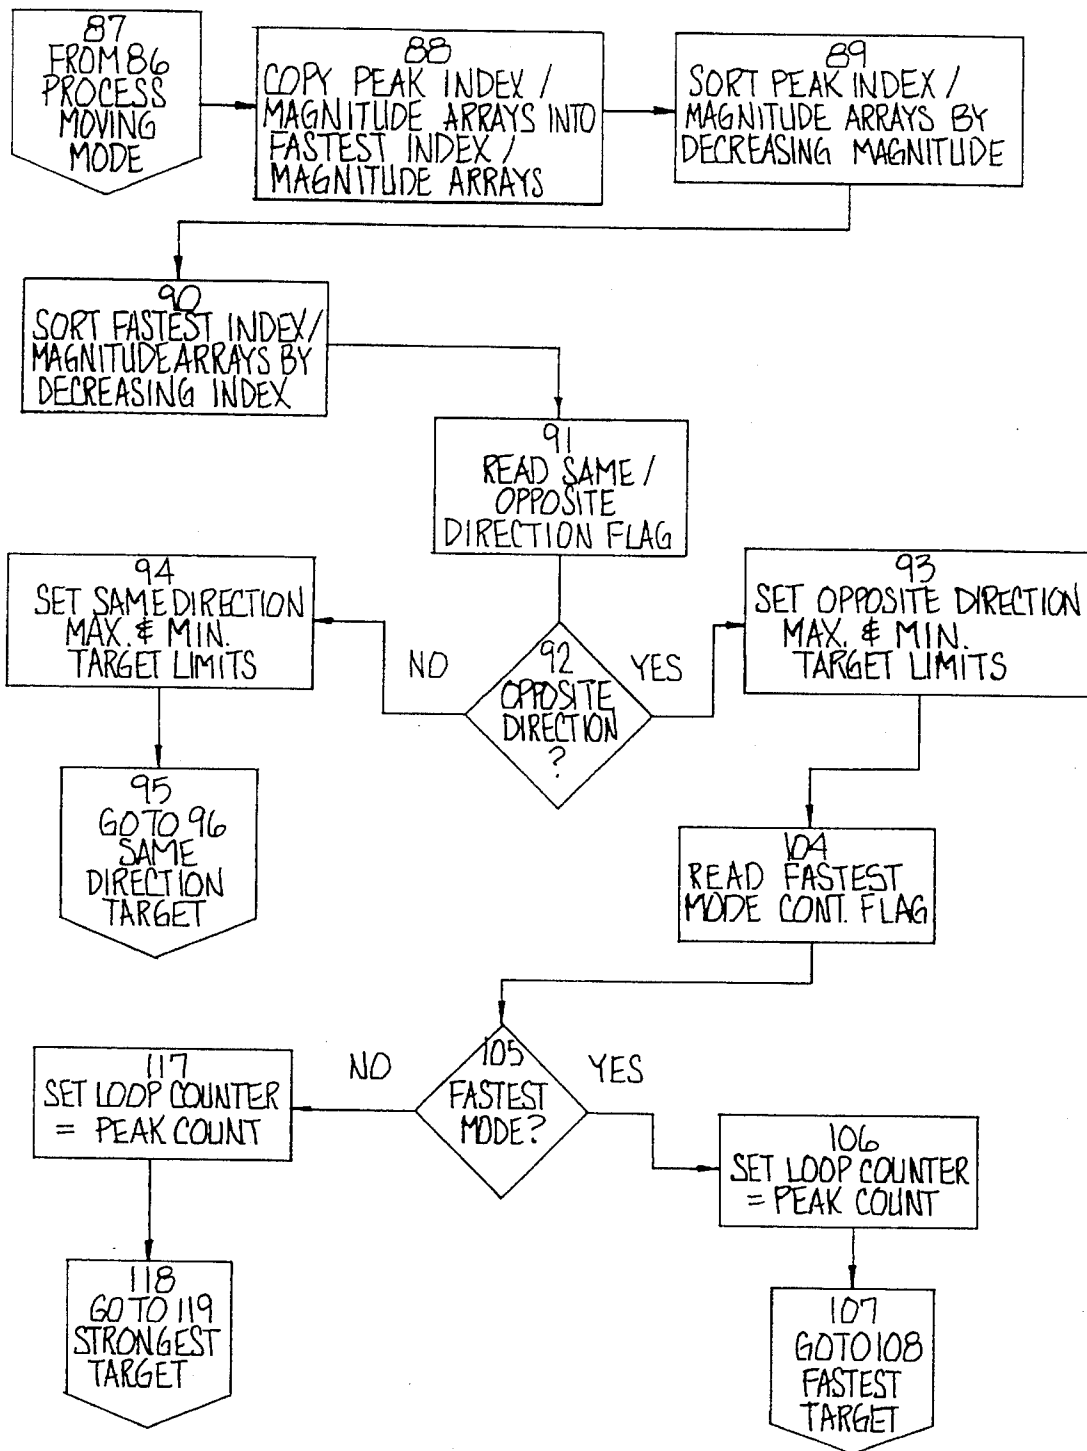 87
FROM 86
PROCESS
MOVING
MODE
88
COPY PEAK INDEX /
MAGNITUDE ARRAYS INTO
FASTEST INDEX /
MAGNITUDE ARRAYS
89
SORT PEAK INDEX /
MAGNITUDE ARRAYS BY
DECREASING MAGNITUDE
90
SORT FASTEST INDEX /
MAGNITUDE ARRAYS BY
DECREASING INDEX
91
READ SAME /
OPPOSITE
DIRECTION FLAG
92
OPPOSITE
DIRECTION
?
NO
YES
94
SET SAME DIRECTION
MAX. & MIN.
TARGET LIMITS
93
SET OPPOSITE DIRECTION
MAX. & MIN.
TARGET LIMITS
95
GO TO 96
SAME
DIRECTION
TARGET
104
READ FASTEST
MODE CONT. FLAG
105
FASTEST
MODE?
NO
YES
117
SET LOOP COUNTER
= PEAK COUNT
106
SET LOOP COUNTER
= PEAK COUNT
118
GO TO 119
STRONGEST
TARGET
107
GO TO 108
FASTEST
TARGET